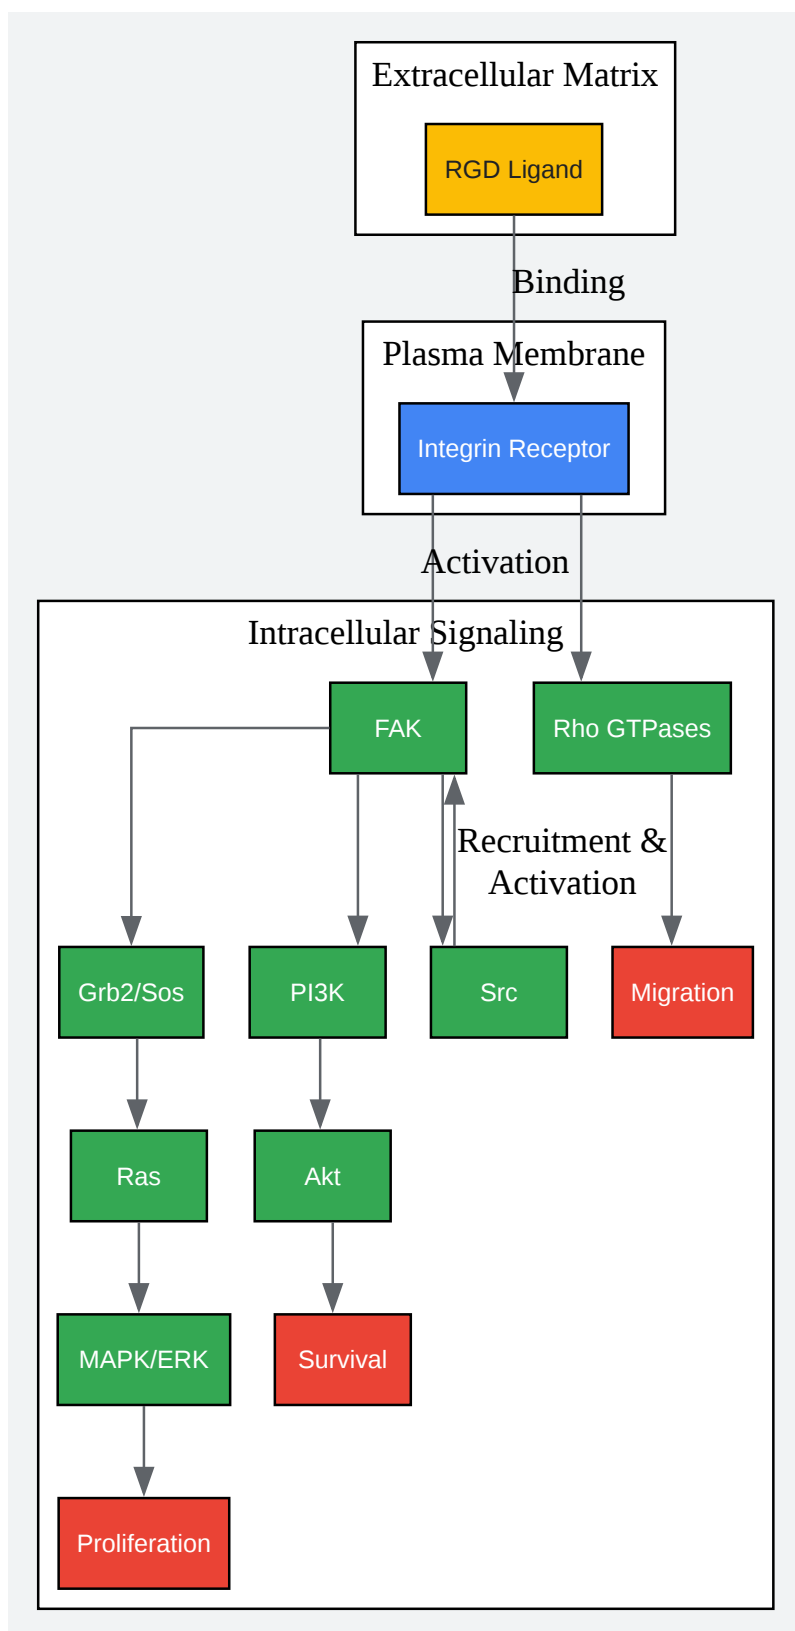 Extracellular Matrix
RGD Ligand
Binding
Plasma Membrane
Integrin Receptor
Activation
Intracellular Signaling
FAK
Rho GTPases
Recruitment &
Activation
Grb2/Sos
PI3K
Src
Migration
Ras
Akt
MAPK/ERK
Survival
Proliferation